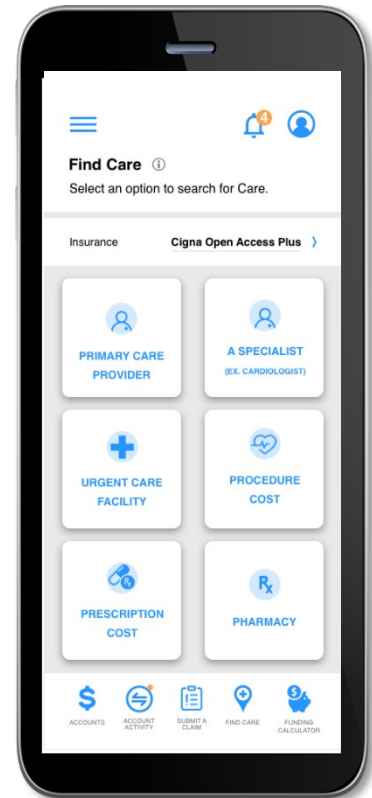 4
Find Care
Select an option to search for Care.
Insurance Cigna Open Access Plus
PRIMARY CARE
PROVIDER
A SPECIALIST
(EX. CARDIOLOGIST)
URGENT CARE
FACILITY
PROCEDURE
COST
Rx
PRESCRIPTION
COST
Rx
PHARMACY
ACCOUNTS
ACCOUNT
ACTIVITY
SUBMIT A
CLAIM
FIND CARE
FUNDING
CALCULATOR